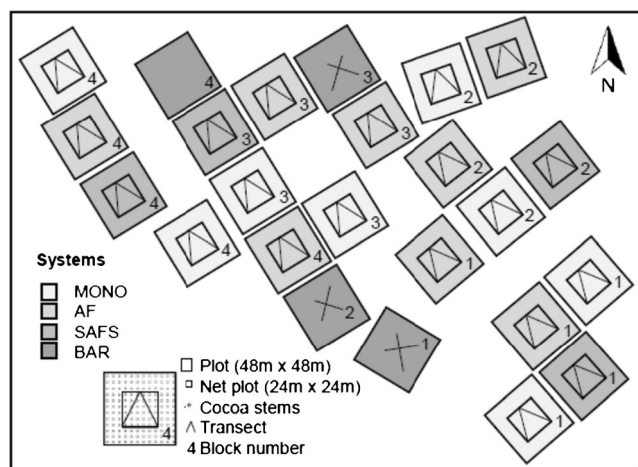 4
4
3
2
2
3
3
4
3
2
2
4
3
3
2
4
4
1
N
2
1
1
1
1
1
Systems
MONO
AF
SAFS
BAR
Plot (48m x 48m)
Net plot (24m x 24m)
Cocoa stems
Transect
4 Block number
4